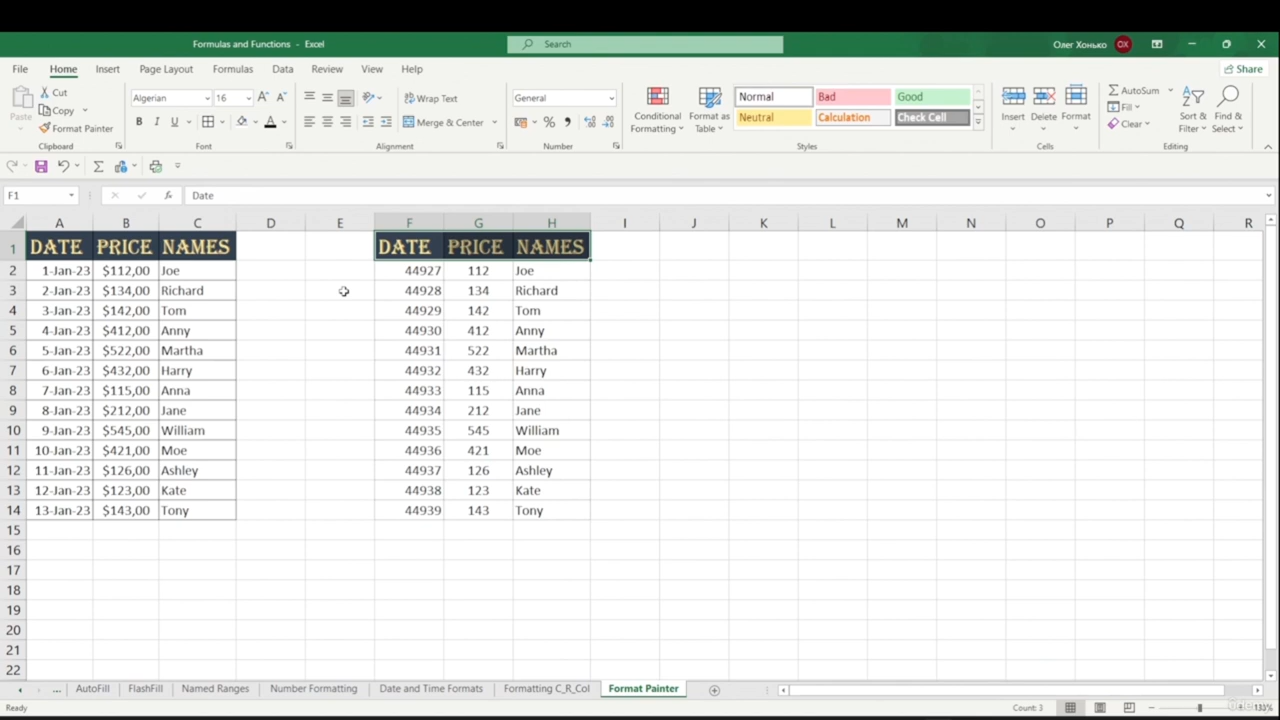 Formulas and Functions - Excel
Search
Олег Хонько
ОХ
File Home Insert Page Layout Formulas Data Review View Help
Share
Paste
Cut
Copy
Format Painter
Clipboard
Algerian 16
B I U
Font
Wrap Text
Merge & Center
Alignment
General
Number
Conditional Formatting
Format as Table
Normal Bad Good
Neutral Calculation Check Cell
Styles
Insert Delete Format
Cells
AutoSum
Fill
Clear
Sort & Filter
Find & Select
Editing
F1 fx Date
A B C D E F G H I J K L M N O P Q R
1 DATE PRICE NAMES DATE PRICE NAMES
2 1-Jan-23 $112,00 Joe 44927 112 Joe
3 2-Jan-23 $134,00 Richard 44928 134 Richard
4 3-Jan-23 $142,00 Tom 44929 142 Tom
5 4-Jan-23 $412,00 Anny 44930 412 Anny
6 5-Jan-23 $522,00 Martha 44931 522 Martha
7 6-Jan-23 $432,00 Harry 44932 432 Harry
8 7-Jan-23 $115,00 Anna 44933 115 Anna
9 8-Jan-23 $212,00 Jane 44934 212 Jane
10 9-Jan-23 $545,00 William 44935 545 William
11 10-Jan-23 $421,00 Moe 44936 421 Moe
12 11-Jan-23 $126,00 Ashley 44937 126 Ashley
13 12-Jan-23 $123,00 Kate 44938 123 Kate
14 13-Jan-23 $143,00 Tony 44939 143 Tony
15
16
17
18
19
20
21
22
... AutoFill FlashFill Named Ranges Number Formatting Date and Time Formats Formatting C_R_Col Format Painter
Ready
Count: 3